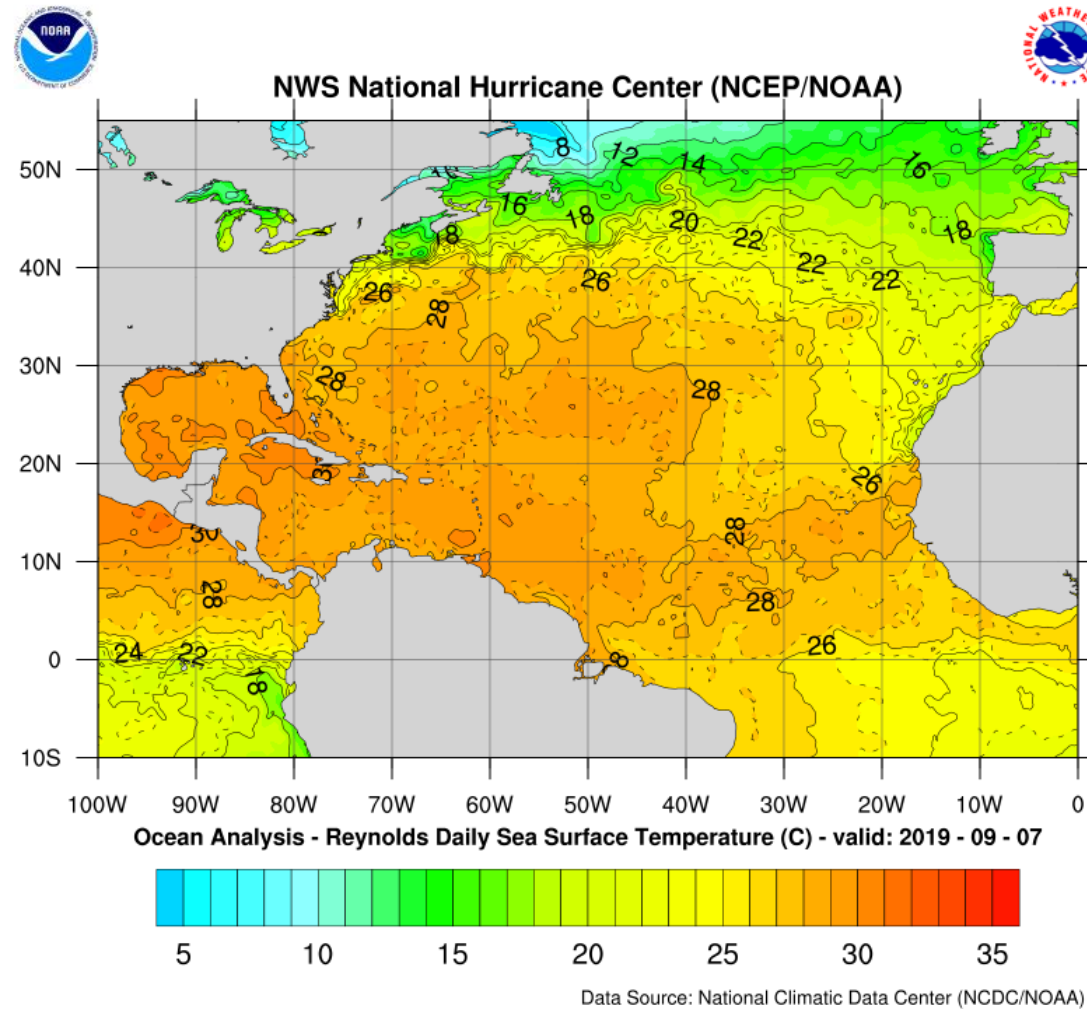 NOAA
NATIONAL WEATHE
NWS National Hurricane Center (NCEP/NOAA)
50N
40N
30N
20N
10N
0
10S
8
12
14
16
16
18
18
18
20
22
18
22
22
26
26
28
28
28
26
28
30
28
28
26
24
22
18
8
100W 90W 80W 70W 60W 50W 40W 30W 20W 10W 0
Ocean Analysis - Reynolds Daily Sea Surface Temperature (C) - valid: 2019 - 09 - 07
5 10 15 20 25 30 35
Data Source: National Climatic Data Center (NCDC/NOAA)